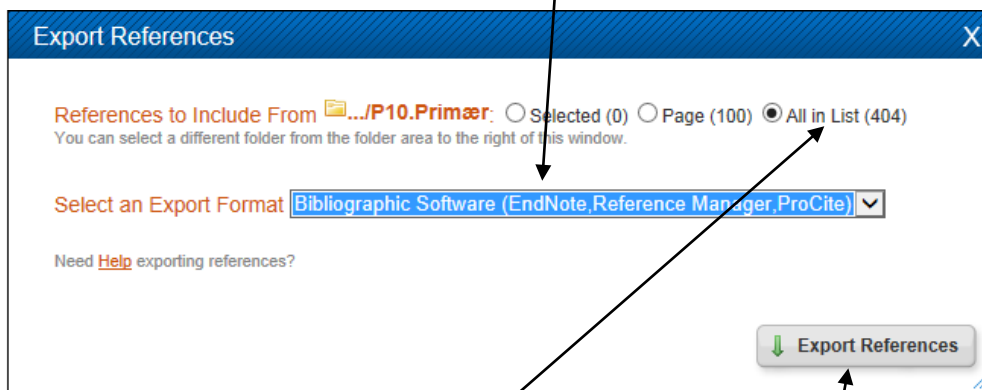 Export References X
References to Include From .../P10.Primær: Selected (0) Page (100) All in List (404)
You can select a different folder from the folder area to the right of this window.
Select an Export Format Bibliographic Software (EndNote,Reference Manager,ProCite)
Need Help exporting references?
Export References